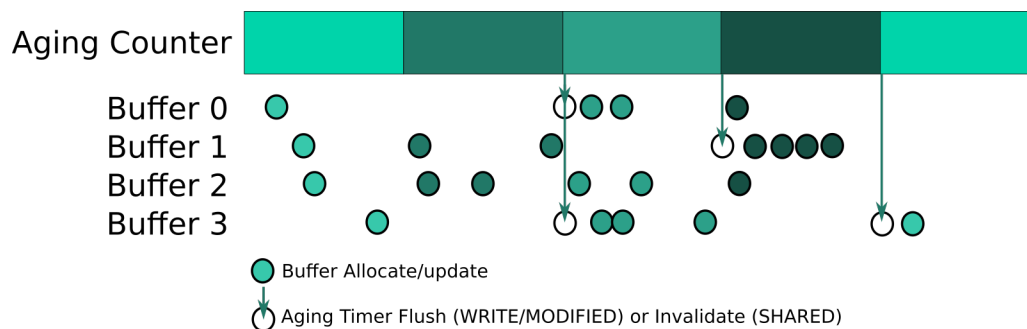 Aging Counter
Buffer 0
Buffer 1
Buffer 2
Buffer 3
Buffer Allocate/update
Aging Timer Flush (WRITE/MODIFIED) or Invalidate (SHARED)